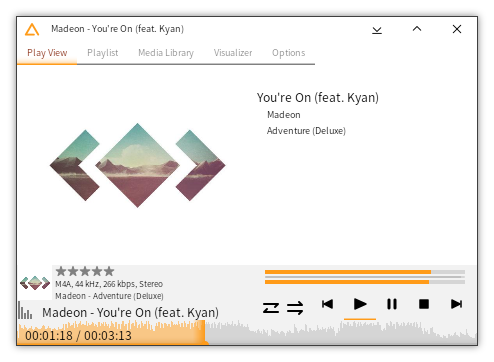 Madeon - You're On (feat. Kyan)
Play View Playlist Media Library Visualizer Options
You're On (feat. Kyan)
Madeon
Adventure (Deluxe)
M4A, 44 kHz, 266 kbps, Stereo
Madeon - Adventure (Deluxe)
Madeon - You're On (feat. Kyan)
00:01:18 / 00:03:13